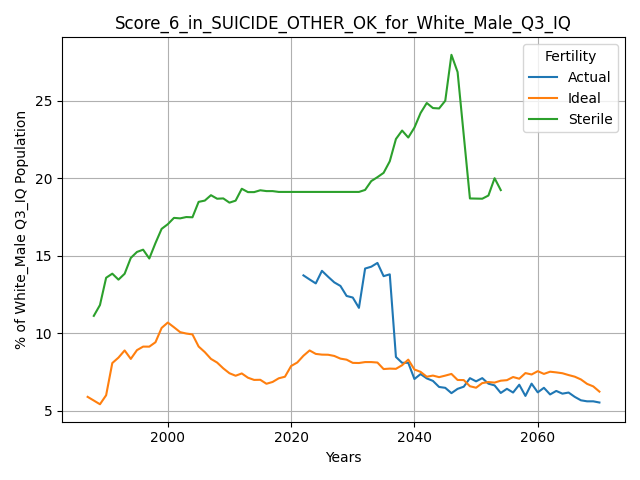 Score_6_in_SUICIDE_OTHER_OK_for_White_Male_Q3_IQ
% of White_Male Q3_IQ Population
25
20
15
10
5
Fertility
Actual
Ideal
Sterile
2000
2020
2040
2060
Years